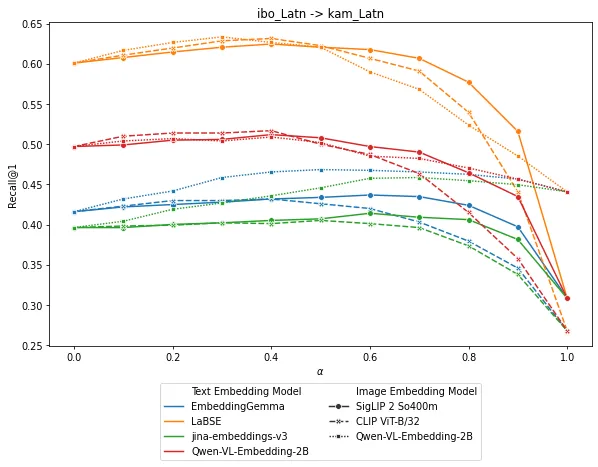 ibo_Latn -> kam_Latn
Recall@1
0.65
0.60
0.55
0.50
0.45
0.40
0.35
0.30
0.25
0.0 0.2 0.4 0.6 0.8 1.0
α
Text Embedding Model Image Embedding Model
EmbeddingGemma SigLIP 2 So400m
LaBSE CLIP ViT-B/32
jina-embeddings-v3 Qwen-VL-Embedding-2B
Qwen-VL-Embedding-2B